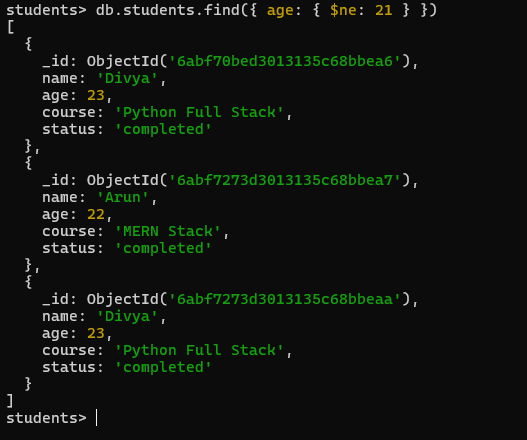 students> db.students.find({ age: { $ne: 21 } })
[
  {
    _id: ObjectId('6abf70bed3013135c68bbea6'),
    name: 'Divya',
    age: 23,
    course: 'Python Full Stack',
    status: 'completed'
  },
  {
    _id: ObjectId('6abf7273d3013135c68bbea7'),
    name: 'Arun',
    age: 22,
    course: 'MERN Stack',
    status: 'completed'
  },
  {
    _id: ObjectId('6abf7273d3013135c68bbeaa'),
    name: 'Divya',
    age: 23,
    course: 'Python Full Stack',
    status: 'completed'
  }
]
students>